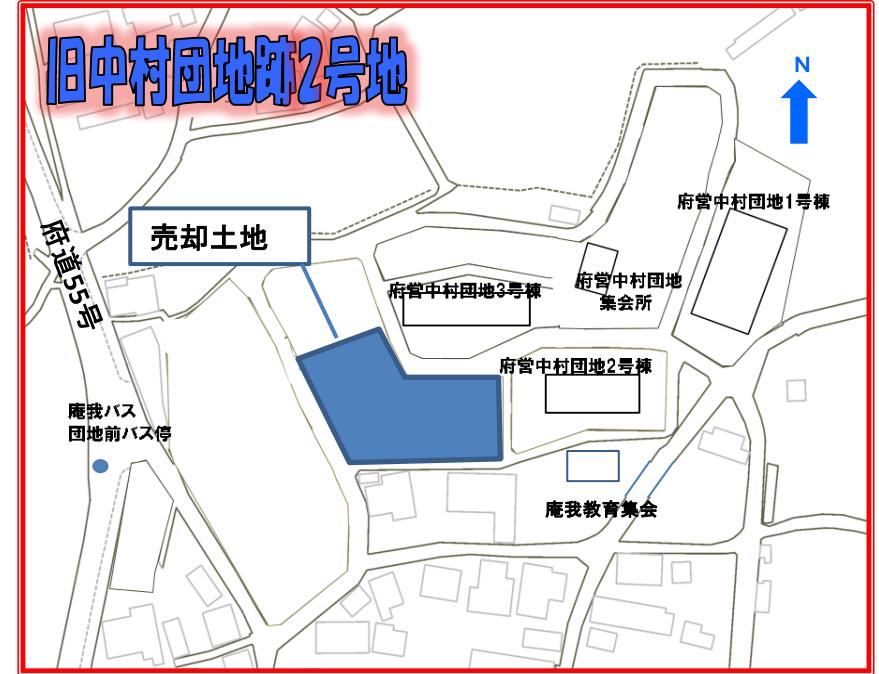 旧中村団地跡2号地
N
府営中村団地1号棟
売却土地
府道55号
府営中村団地3号棟
府営中村団地
集会所
府営中村団地2号棟
庵我バス
団地前バス停
庵我教育集会